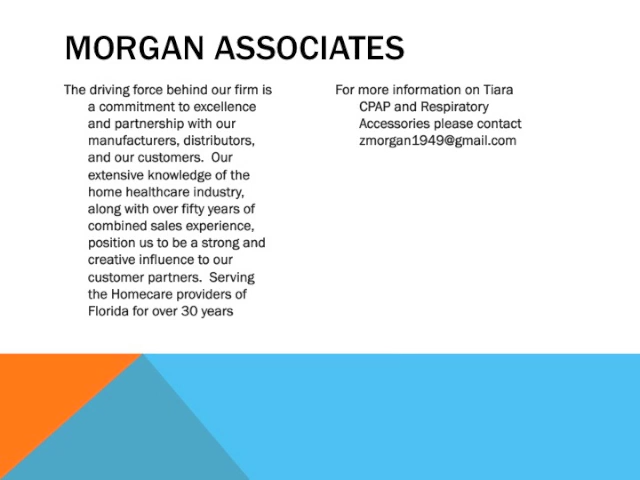 MORGAN ASSOCIATES
The driving force behind our firm is
a commitment to excellence
and partnership with our
manufacturers, distributors,
and our customers.  Our
extensive knowledge of the
home healthcare industry,
along with over fifty years of
combined sales experience,
position us to be a strong and
creative influence to our
customer partners.  Serving
the Homecare providers of
Florida for over 30 years
For more information on Tiara
CPAP and Respiratory
Accessories please contact
zmorgan1949@gmail.com